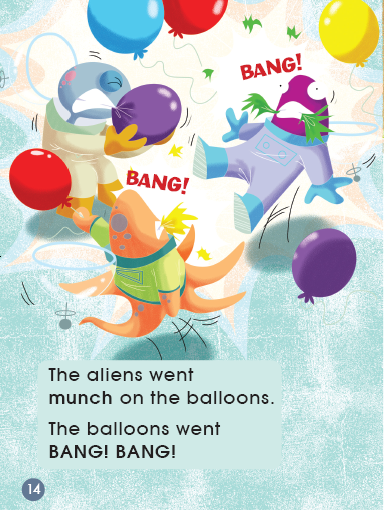 BANG!
BANG!
The aliens went
munch on the balloons.
The balloons went
BANG! BANG!
14